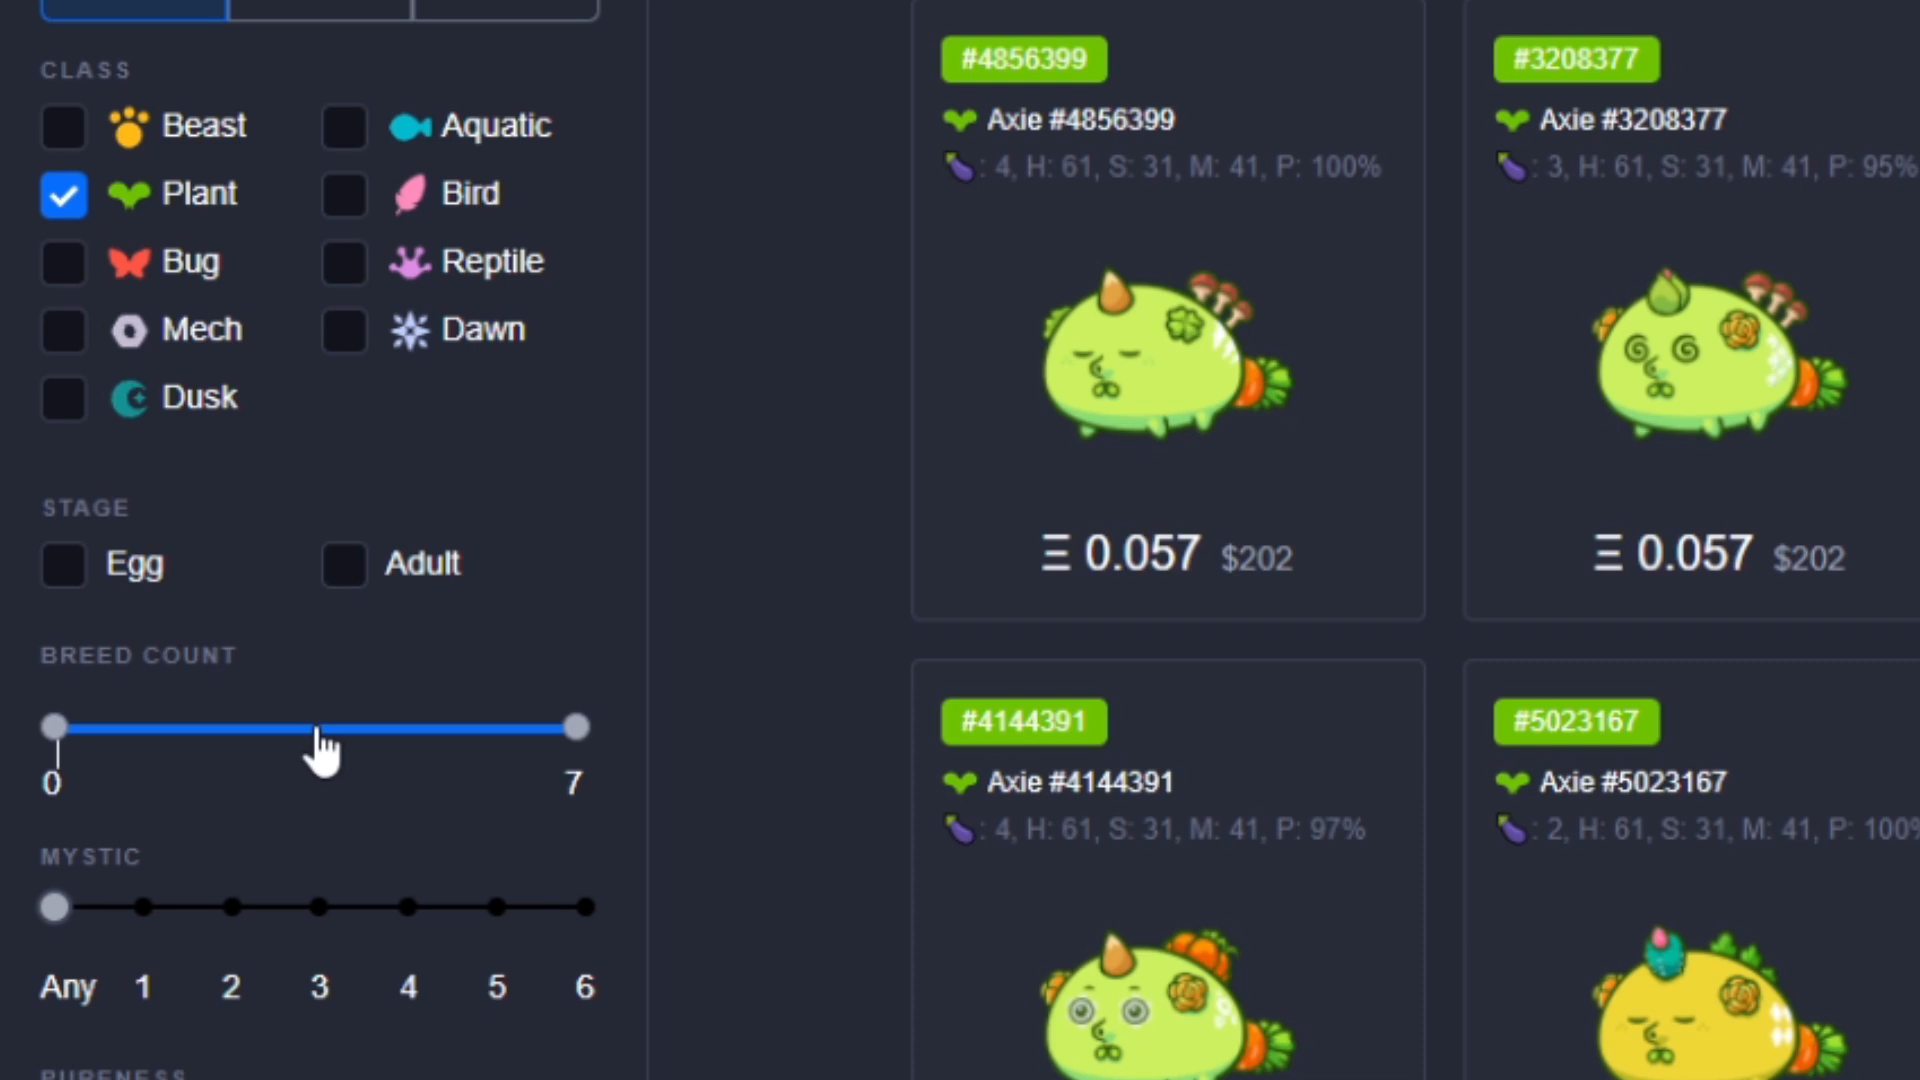 CLASS
Beast
Aquatic
Plant
Bird
Bug
Reptile
Mech
Dawn
Dusk
STAGE
Egg
Adult
BREED COUNT
0
7
MYSTIC
Any 1 2 3 4 5 6
PURENESS
#4856399
Axie #4856399
: 4, H: 61, S: 31, M: 41, P: 100%
Ξ 0.057 $202
#3208377
Axie #3208377
: 3, H: 61, S: 31, M: 41, P: 95%
Ξ 0.057 $202
#4144391
Axie #4144391
: 4, H: 61, S: 31, M: 41, P: 97%
#5023167
Axie #5023167
: 2, H: 61, S: 31, M: 41, P: 100%